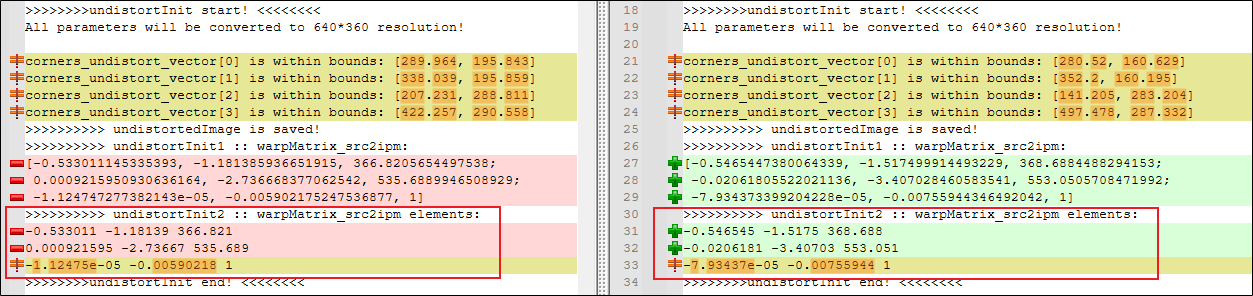 >>>>>>>>undistortInit start! <<<<<<<<
All parameters will be converted to 640*360 resolution!
corners_undistort_vector[0] is within bounds: [289.964, 195.843]
corners_undistort_vector[1] is within bounds: [338.039, 195.859]
corners_undistort_vector[2] is within bounds: [207.231, 288.811]
corners_undistort_vector[3] is within bounds: [422.257, 290.558]
>>>>>>>>>> undistortedImage is saved!
>>>>>>>>>> undistortInit1 :: warpMatrix_src2ipm:
[-0.533011145335393, -1.181385936651915, 366.8205654497538;
0.0009215950930636164, -2.736668377062542, 535.6889946508929;
-1.124747277382143e-05, -0.005902175247536877, 1]
>>>>>>>>>> undistortInit2 :: warpMatrix_src2ipm elements:
-0.533011 -1.18139 366.821
0.000921595 -2.73667 535.689
-1.12475e-05 -0.00590218 1
>>>>>>>>undistortInit end! <<<<<<<<
18 >>>>>>>>undistortInit start! <<<<<<<<
19 All parameters will be converted to 640*360 resolution!
20
21 corners_undistort_vector[0] is within bounds: [280.52, 160.629]
22 corners_undistort_vector[1] is within bounds: [352.2, 160.195]
23 corners_undistort_vector[2] is within bounds: [141.205, 283.204]
24 corners_undistort_vector[3] is within bounds: [497.478, 287.332]
25 >>>>>>>>>> undistortedImage is saved!
26 >>>>>>>>>> undistortInit1 :: warpMatrix_src2ipm:
27 [-0.5465447380064339, -1.517499914493229, 368.6884488294153;
28 -0.02061805522021136, -3.407028460583541, 553.0505708471992;
29 -7.934373399204228e-05, -0.00755944346492042, 1]
30 >>>>>>>>>> undistortInit2 :: warpMatrix_src2ipm elements:
31 -0.546545 -1.5175 368.688
32 -0.0206181 -3.40703 553.051
33 -7.93437e-05 -0.00755944 1
34 >>>>>>>>undistortInit end! <<<<<<<<